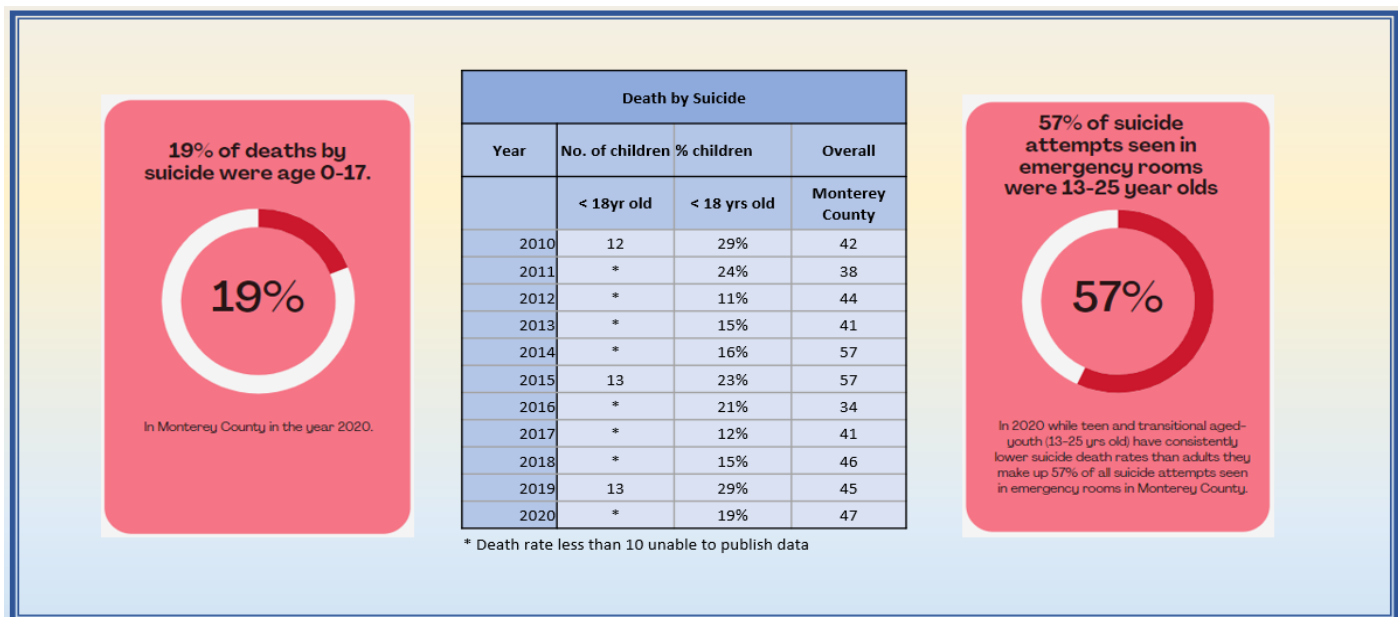 19% of deaths by
suicide were age 0-17.
19%
In Monterey County in the year 2020.
Death by Suicide
Year No. of children % children Overall
< 18yr old < 18 yrs old Monterey County
2010 12 29% 42
2011 * 24% 38
2012 * 11% 44
2013 * 15% 41
2014 * 16% 57
2015 13 23% 57
2016 * 21% 34
2017 * 12% 41
2018 * 15% 46
2019 13 29% 45
2020 * 19% 47
* Death rate less than 10 unable to publish data
57% of suicide
attempts seen in
emergency rooms
were 13-25 year olds
57%
In 2020 while teen and transitional aged-
youth (13-25 yrs old) have consistently
lower suicide death rates than adults they
make up 57% of all suicide attempts seen
in emergency rooms in Monterey County.